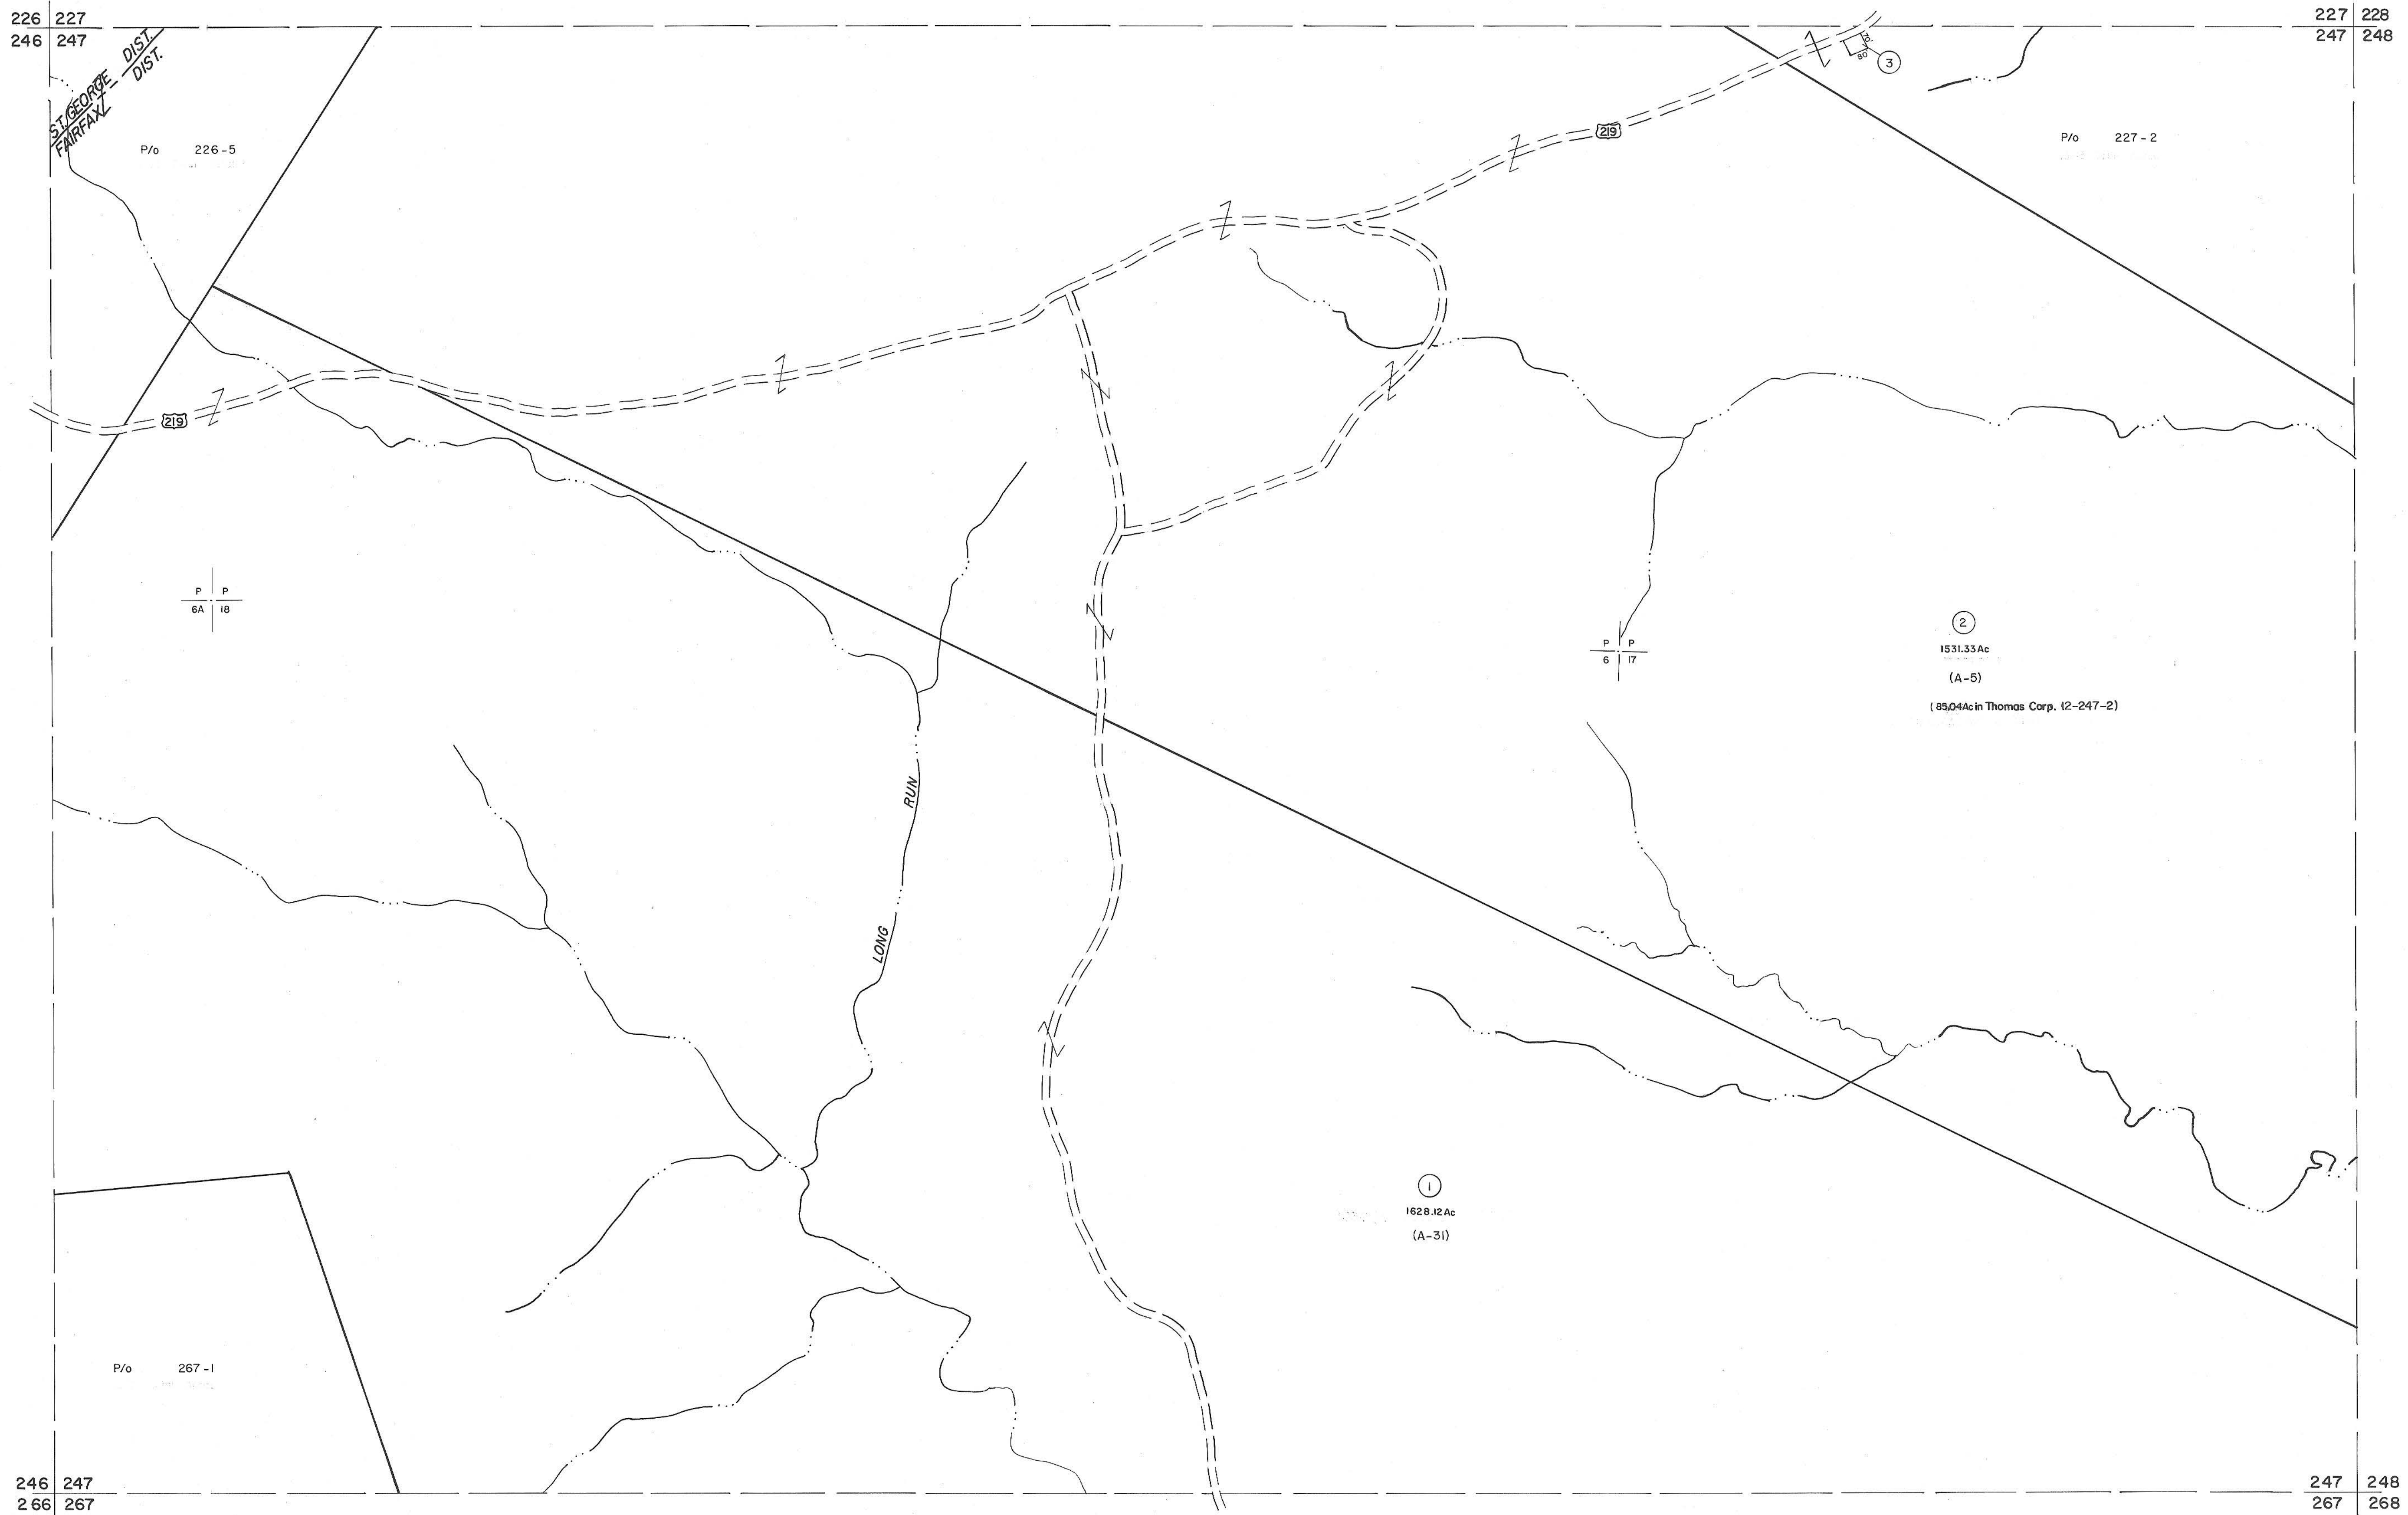 226 227
227 228
246 247
247 248
ST. GEORGE DIST.
FAIRFAX DIST.
80
3
219
P/o 226-5
P/o 227-2
219
P P
6A 18
P P
6 17
2
1531.33Ac
(A-5)
( 85.04Ac in Thomas Corp. 12-247-2)
RUN
LONG
1
1628.12Ac
(A-31)
P/o 267-1
246 247
247 248
266 267
267 268